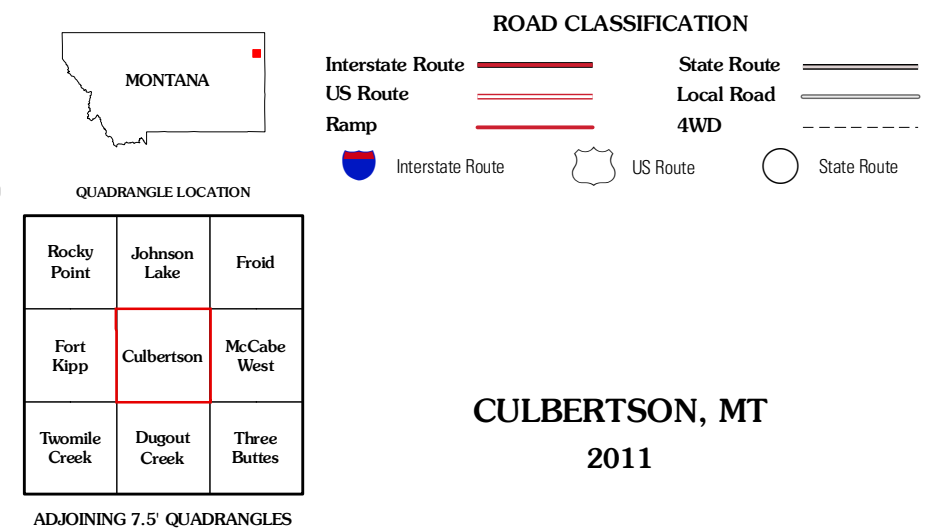 MONTANA
QUADRANGLE LOCATION
ROAD CLASSIFICATION
Interstate Route
State Route
US Route
Local Road
Ramp
4WD
Interstate Route
US Route
State Route
Rocky
Point
Johnson
Lake
Froid
Fort
Kipp
Culbertson
McCabe
West
Twomile
Creek
Dugout
Creek
Three
Buttes
ADJOINING 7.5' QUADRANGLES
CULBERTSON, MT
2011